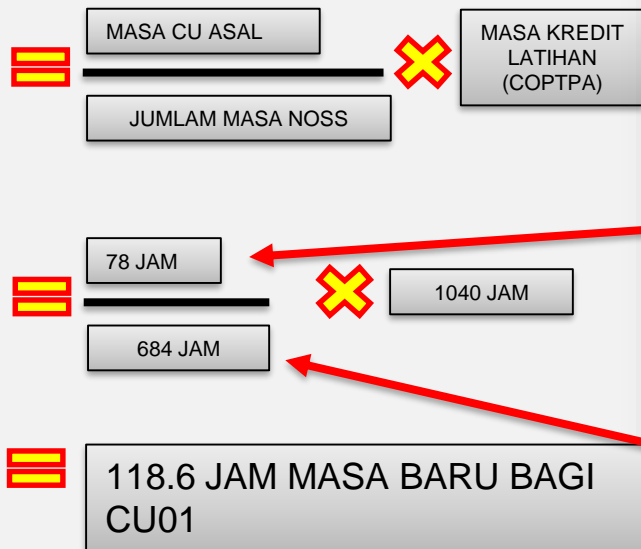 MASA CU ASAL
MASA KREDIT
LATIHAN
(COPTPA)
JUMLAM MASA NOSS
78 JAM
1040 JAM
684 JAM
118.6 JAM MASA BARU BAGI
CU01